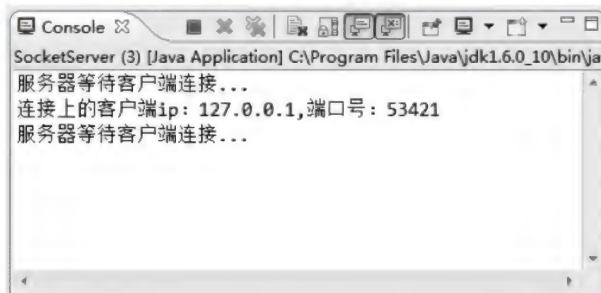 Console
SocketServer (3) [Java Application] C:\Program Files\Java\jdk1.6.0_10\bin\ja
服务器等待客户端连接...
连接上的客户端ip: 127.0.0.1,端口号: 53421
服务器等待客户端连接...